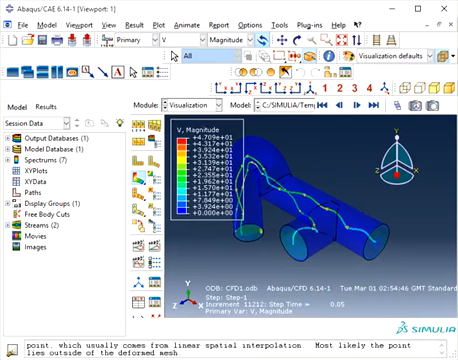 Abaqus/CAE 6.14-1 [Viewport: 1]
File Model Viewport View Result Plot Animate Report Options Tools Plug-ins Help
Primary V Magnitude
All Visualization defaults
1 2 3 4
Model Results Module: Visualization Model: C:/SIMULIA/Temp
Session Data
Output Databases (1)
Model Database (1)
Spectrums (7)
XYPlots
XYData
Paths
Display Groups (1)
Free Body Cuts
Streams (2)
Movies
Images
V, Magnitude
+4.709e+01
+4.317e+01
+3.924e+01
+3.532e+01
+3.139e+01
+2.747e+01
+2.355e+01
+1.962e+01
+1.570e+01
+1.177e+01
+7.849e+00
+3.924e+00
+0.000e+00
Y
Z X
Y
Z X
ODB: CFD1.odb Abaqus/CFD 6.14-1 Tue Mar 01 02:54:46 GMT Standard
Step: Step-1
Increment 11212: Step Time = 0.05
Primary Var: V, Magnitude
SIMULIA
point, which usually comes from linear spatial interpolation. Most likely the point
lies outside of the deformed mesh